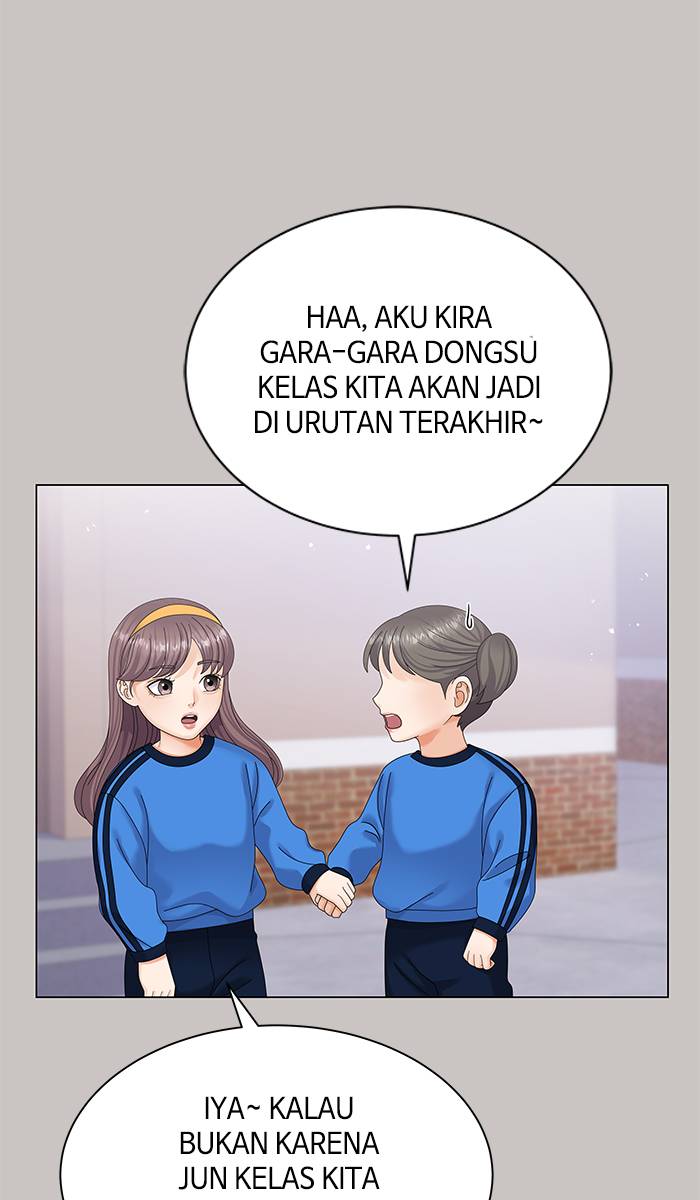 HAA, AKU KIRA
GARA-GARA DONGSU
KELAS KITA AKAN JADI
DI URUTAN TERAKHIR~
IYA~ KALAU
BUKAN KARENA
JUN KELAS KITA